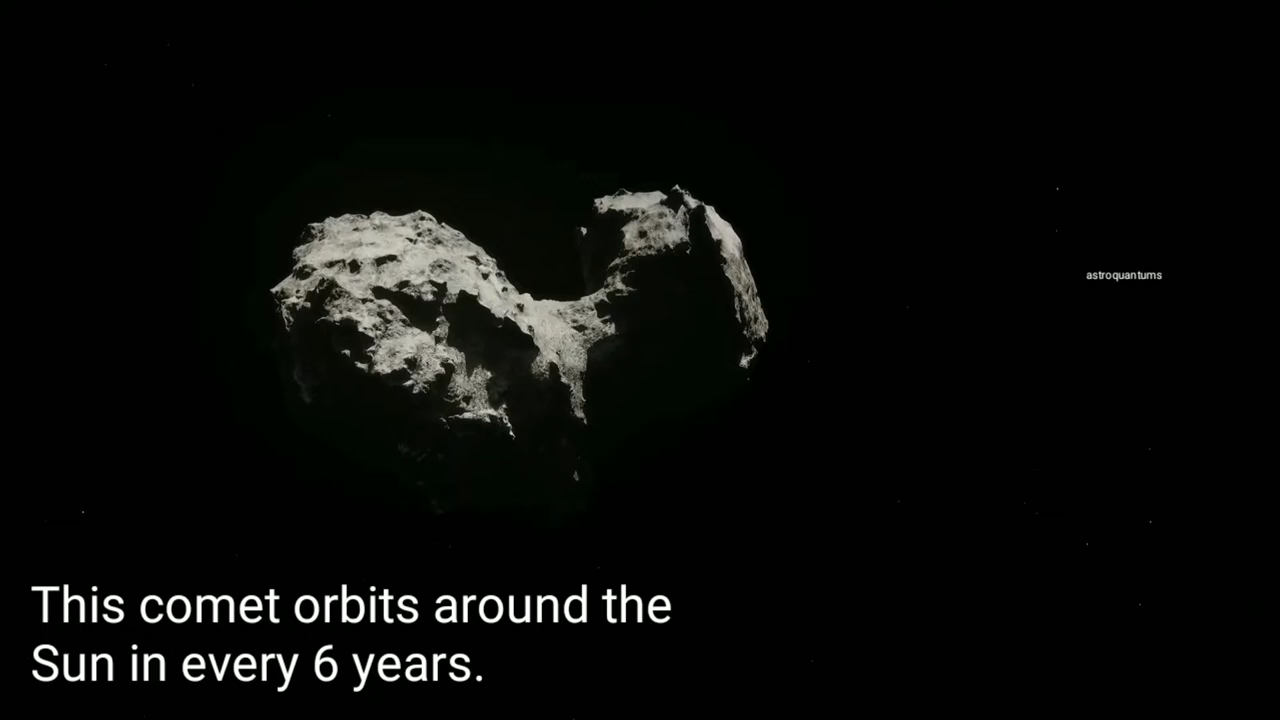 astroquantums
This comet orbits around the
Sun in every 6 years.